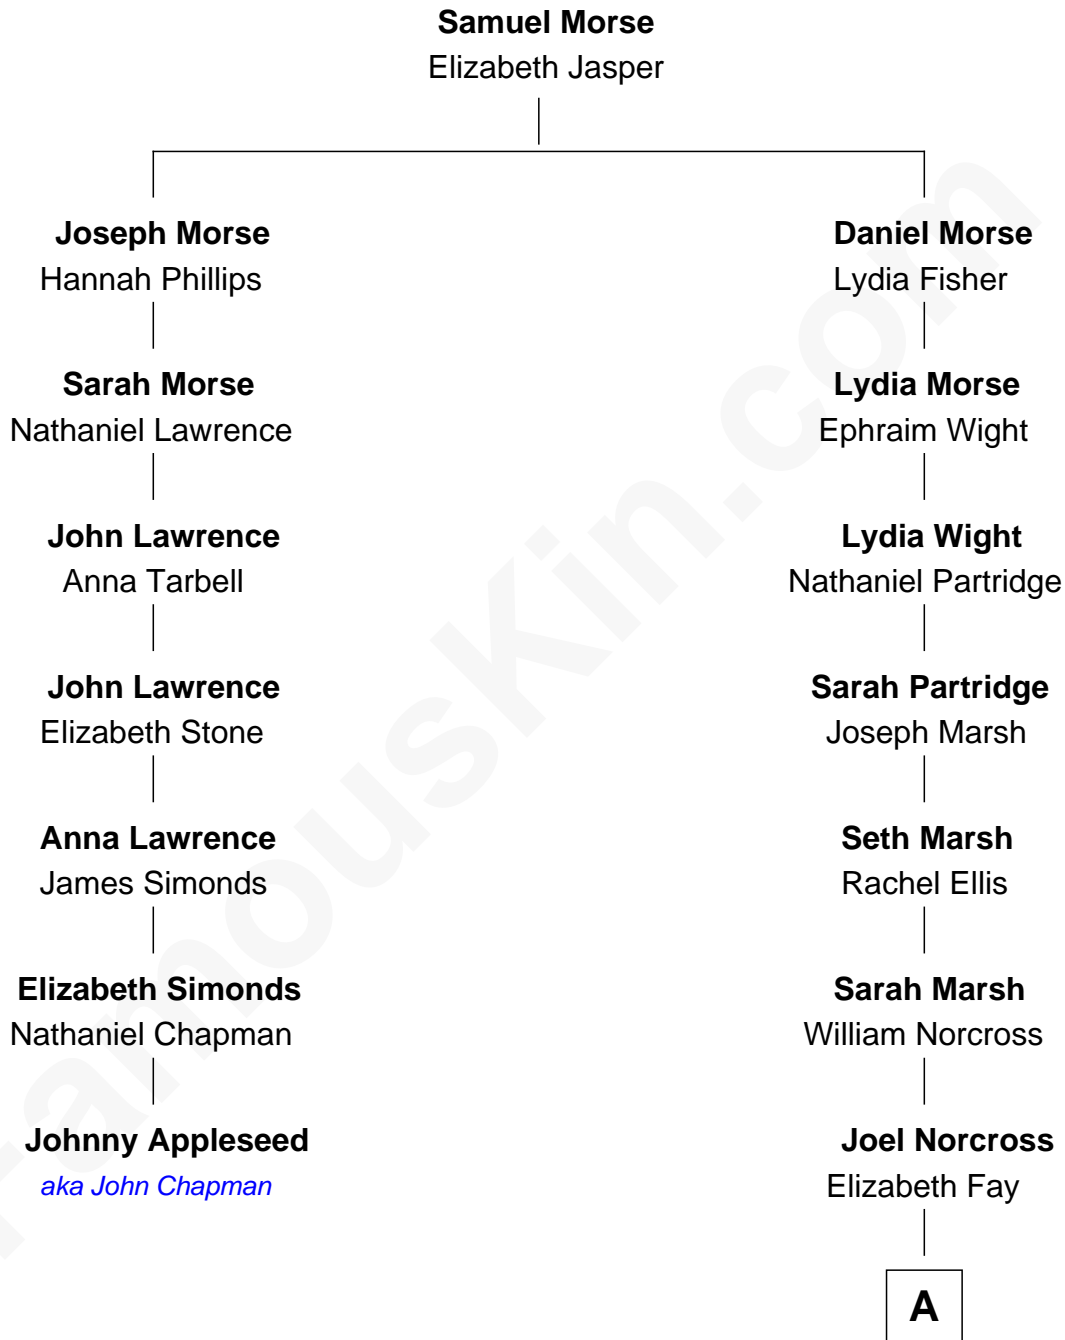 Samuel Morse
Elizabeth Jasper
Joseph Morse
Hannah Phillips
Daniel Morse
Lydia Fisher
Sarah Morse
Nathaniel Lawrence
Lydia Morse
Ephraim Wight
John Lawrence
Anna Tarbell
Lydia Wight
Nathaniel Partridge
John Lawrence
Elizabeth Stone
Sarah Partridge
Joseph Marsh
Anna Lawrence
James Simonds
Seth Marsh
Rachel Ellis
Elizabeth Simonds
Nathaniel Chapman
Sarah Marsh
William Norcross
Johnny Appleseed
aka John Chapman
Joel Norcross
Elizabeth Fay
A
FamousKin.com